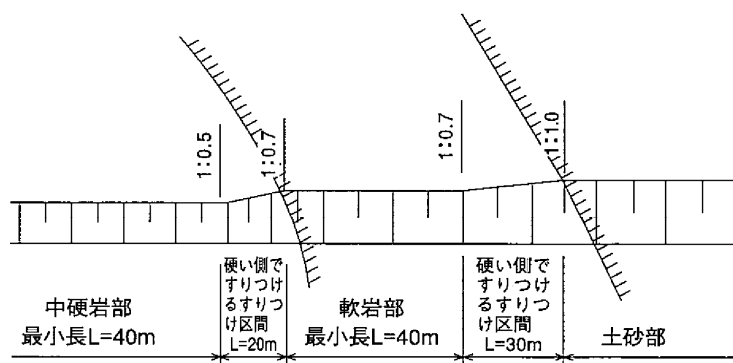 1:0.5
1:0.7
1:0.7
1:1.0
中硬岩部
最小長L=40m
硬い側で
すりつけ
るすりつ
け区間
L=20m
軟岩部
最小長L=40m
硬い側で
すりつけ
るすりつ
け区間
L=30m
土砂部